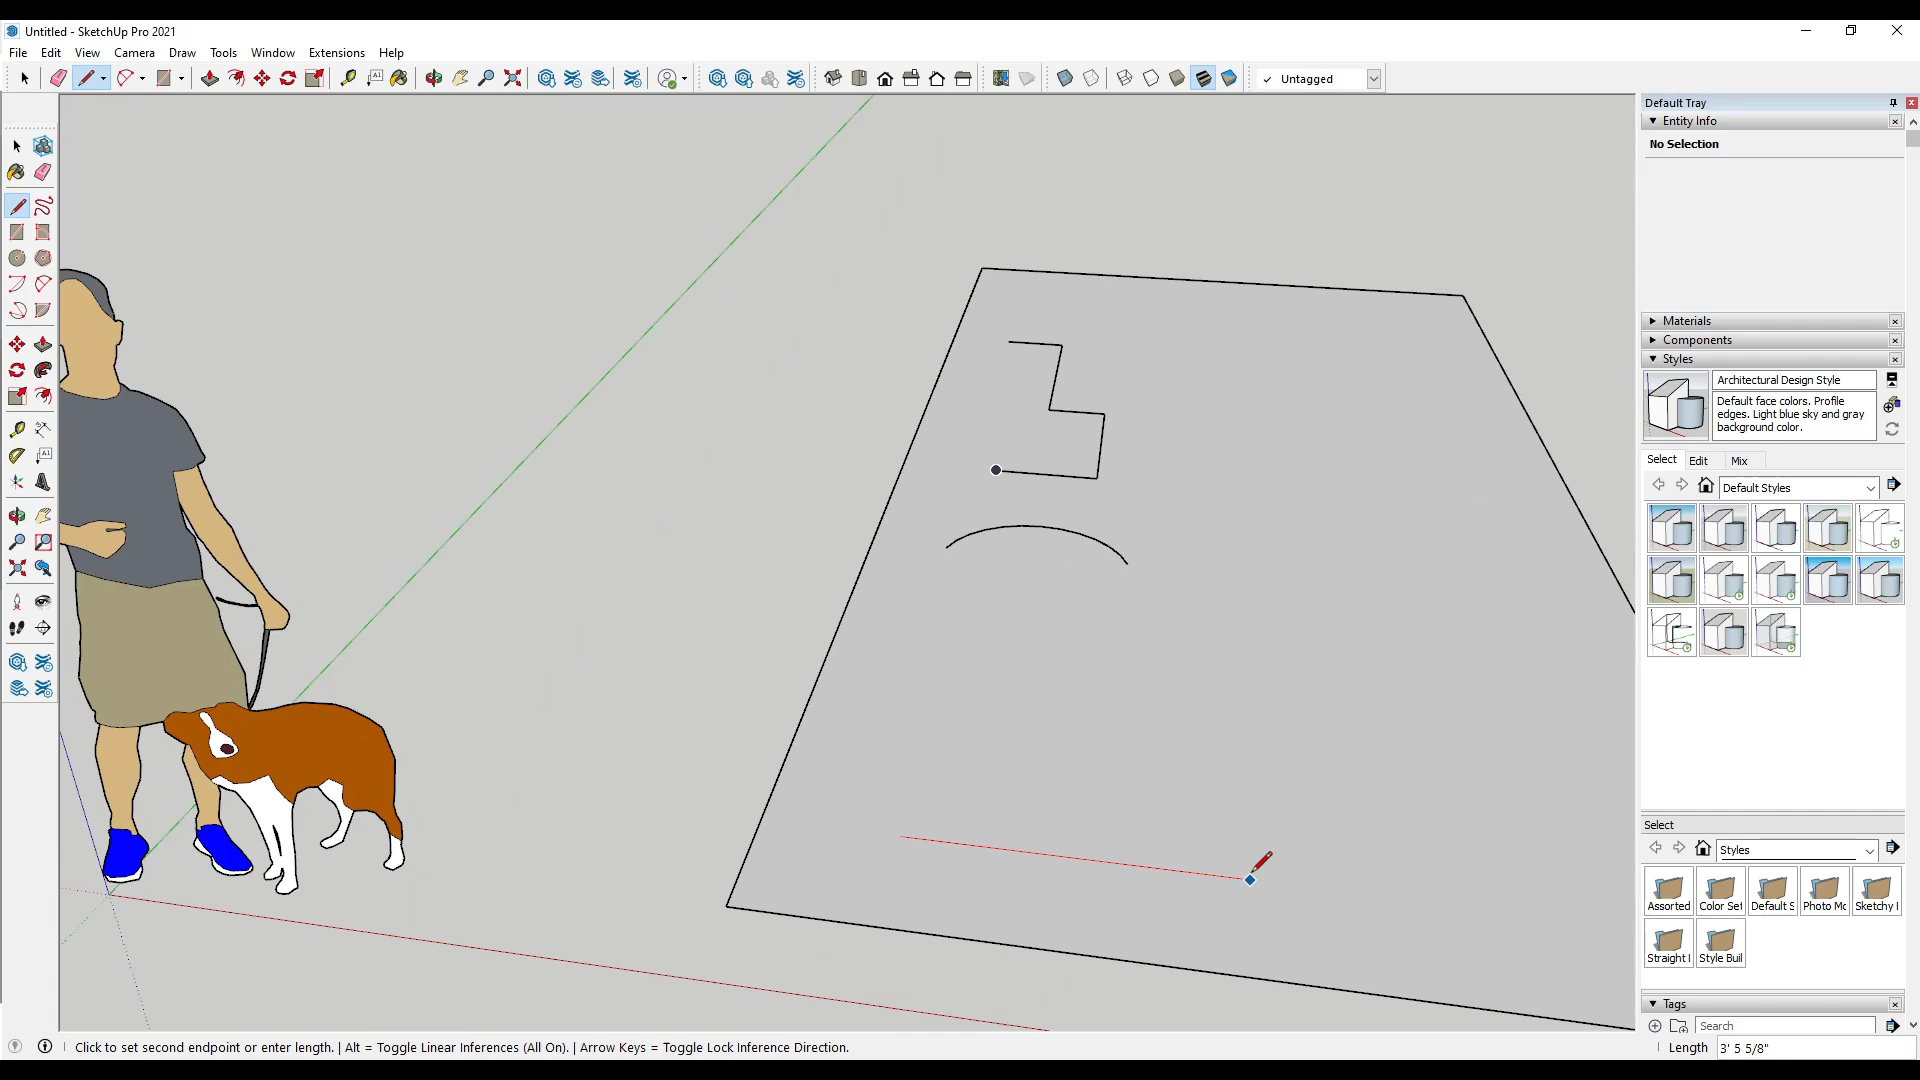 Untitled - SketchUp Pro 2021
File Edit View Camera Draw Tools Window Extensions Help
A1 Untagged
Default Tray
Entity Info
No Selection
A1
Materials
Components
Styles
Architectural Design Style
Default face colors. Profile
edges. Light blue sky and gray
background color.
Select Edit Mix
Default Styles
Select
Styles
Assorted Color Set Default S Photo Mc Sketchy I
Straight I Style Buil
Tags
Search
Click to set second endpoint or enter length. | Alt = Toggle Linear Inferences (All On). | Arrow Keys = Toggle Lock Inference Direction.
Length 3' 5 5/8"